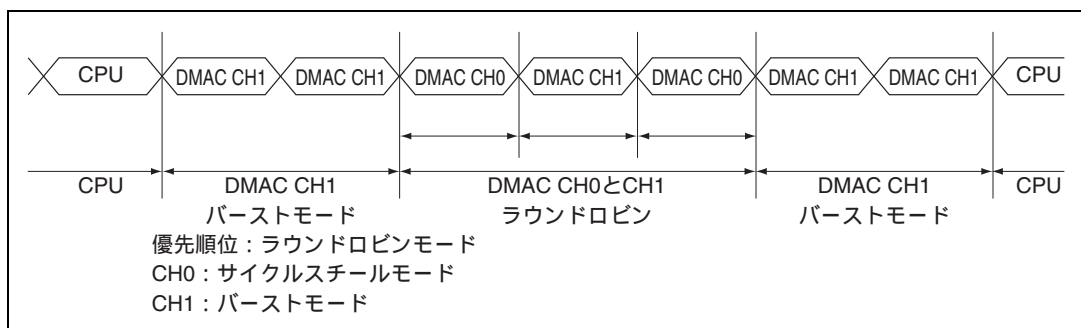 CPU DMAC CH1 DMAC CH1 DMAC CH0 DMAC CH1 DMAC CH0 DMAC CH1 DMAC CH1 CPU
CPU DMAC CH1 DMAC CH0とCH1 DMAC CH1 CPU
バーストモード ラウンドロビン バーストモード
優先順位：ラウンドロビンモード
CH0：サイクルスチールモード
CH1：バーストモード